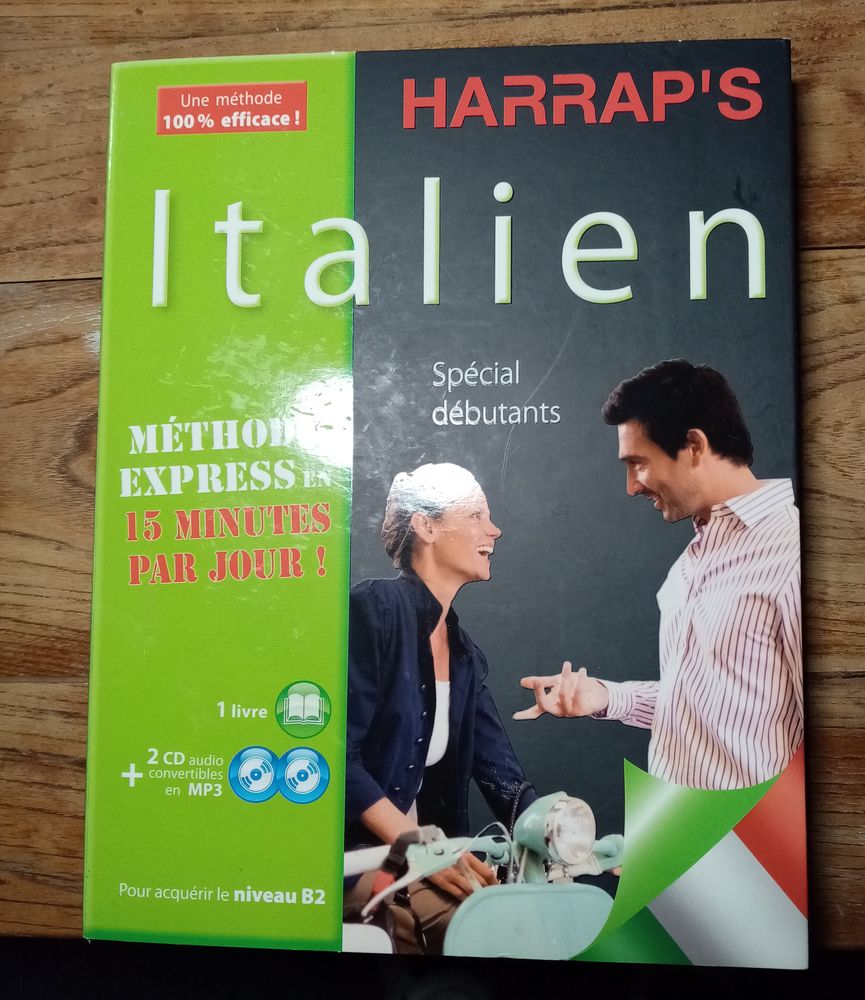 Une méthode
100 % efficace !
HARRAP'S
Italien
Spécial
débutants
MÉTHODE
EXPRESS EN
15 MINUTES
PAR JOUR !
1 livre
+ 2 CD audio
convertibles
en MP3
Pour acquérir le niveau B2